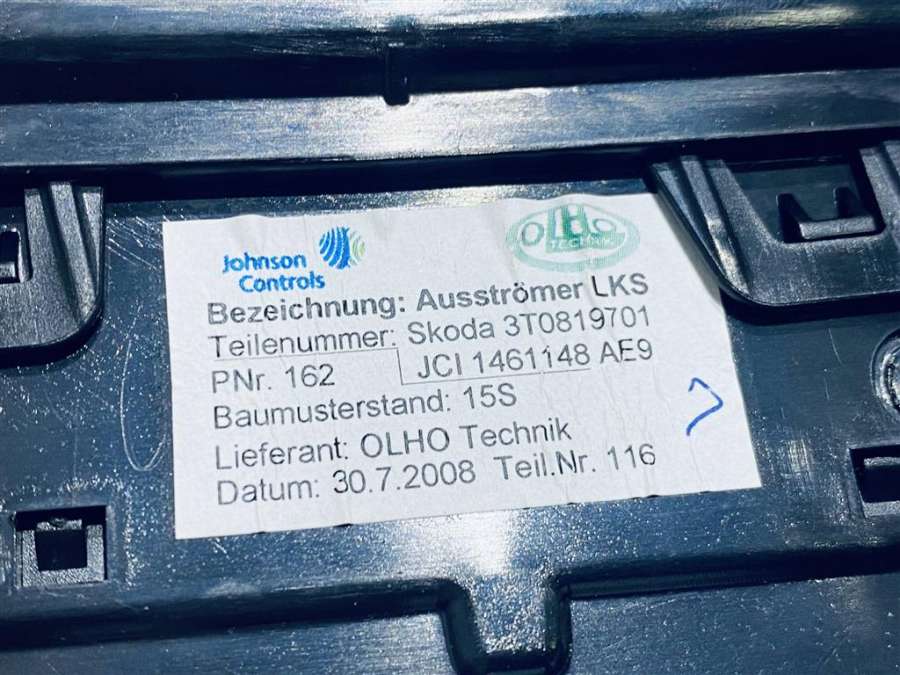 Johnson
Controls
OLHO
TECHNIK
Bezeichnung: Ausströmer LKS
Teilenummer: Skoda 3T0819701
JCI 1461148 AE9
PNr. 162
Baumusterstand: 15S
Lieferant: OLHO Technik
Datum: 30.7.2008 Teil.Nr. 116